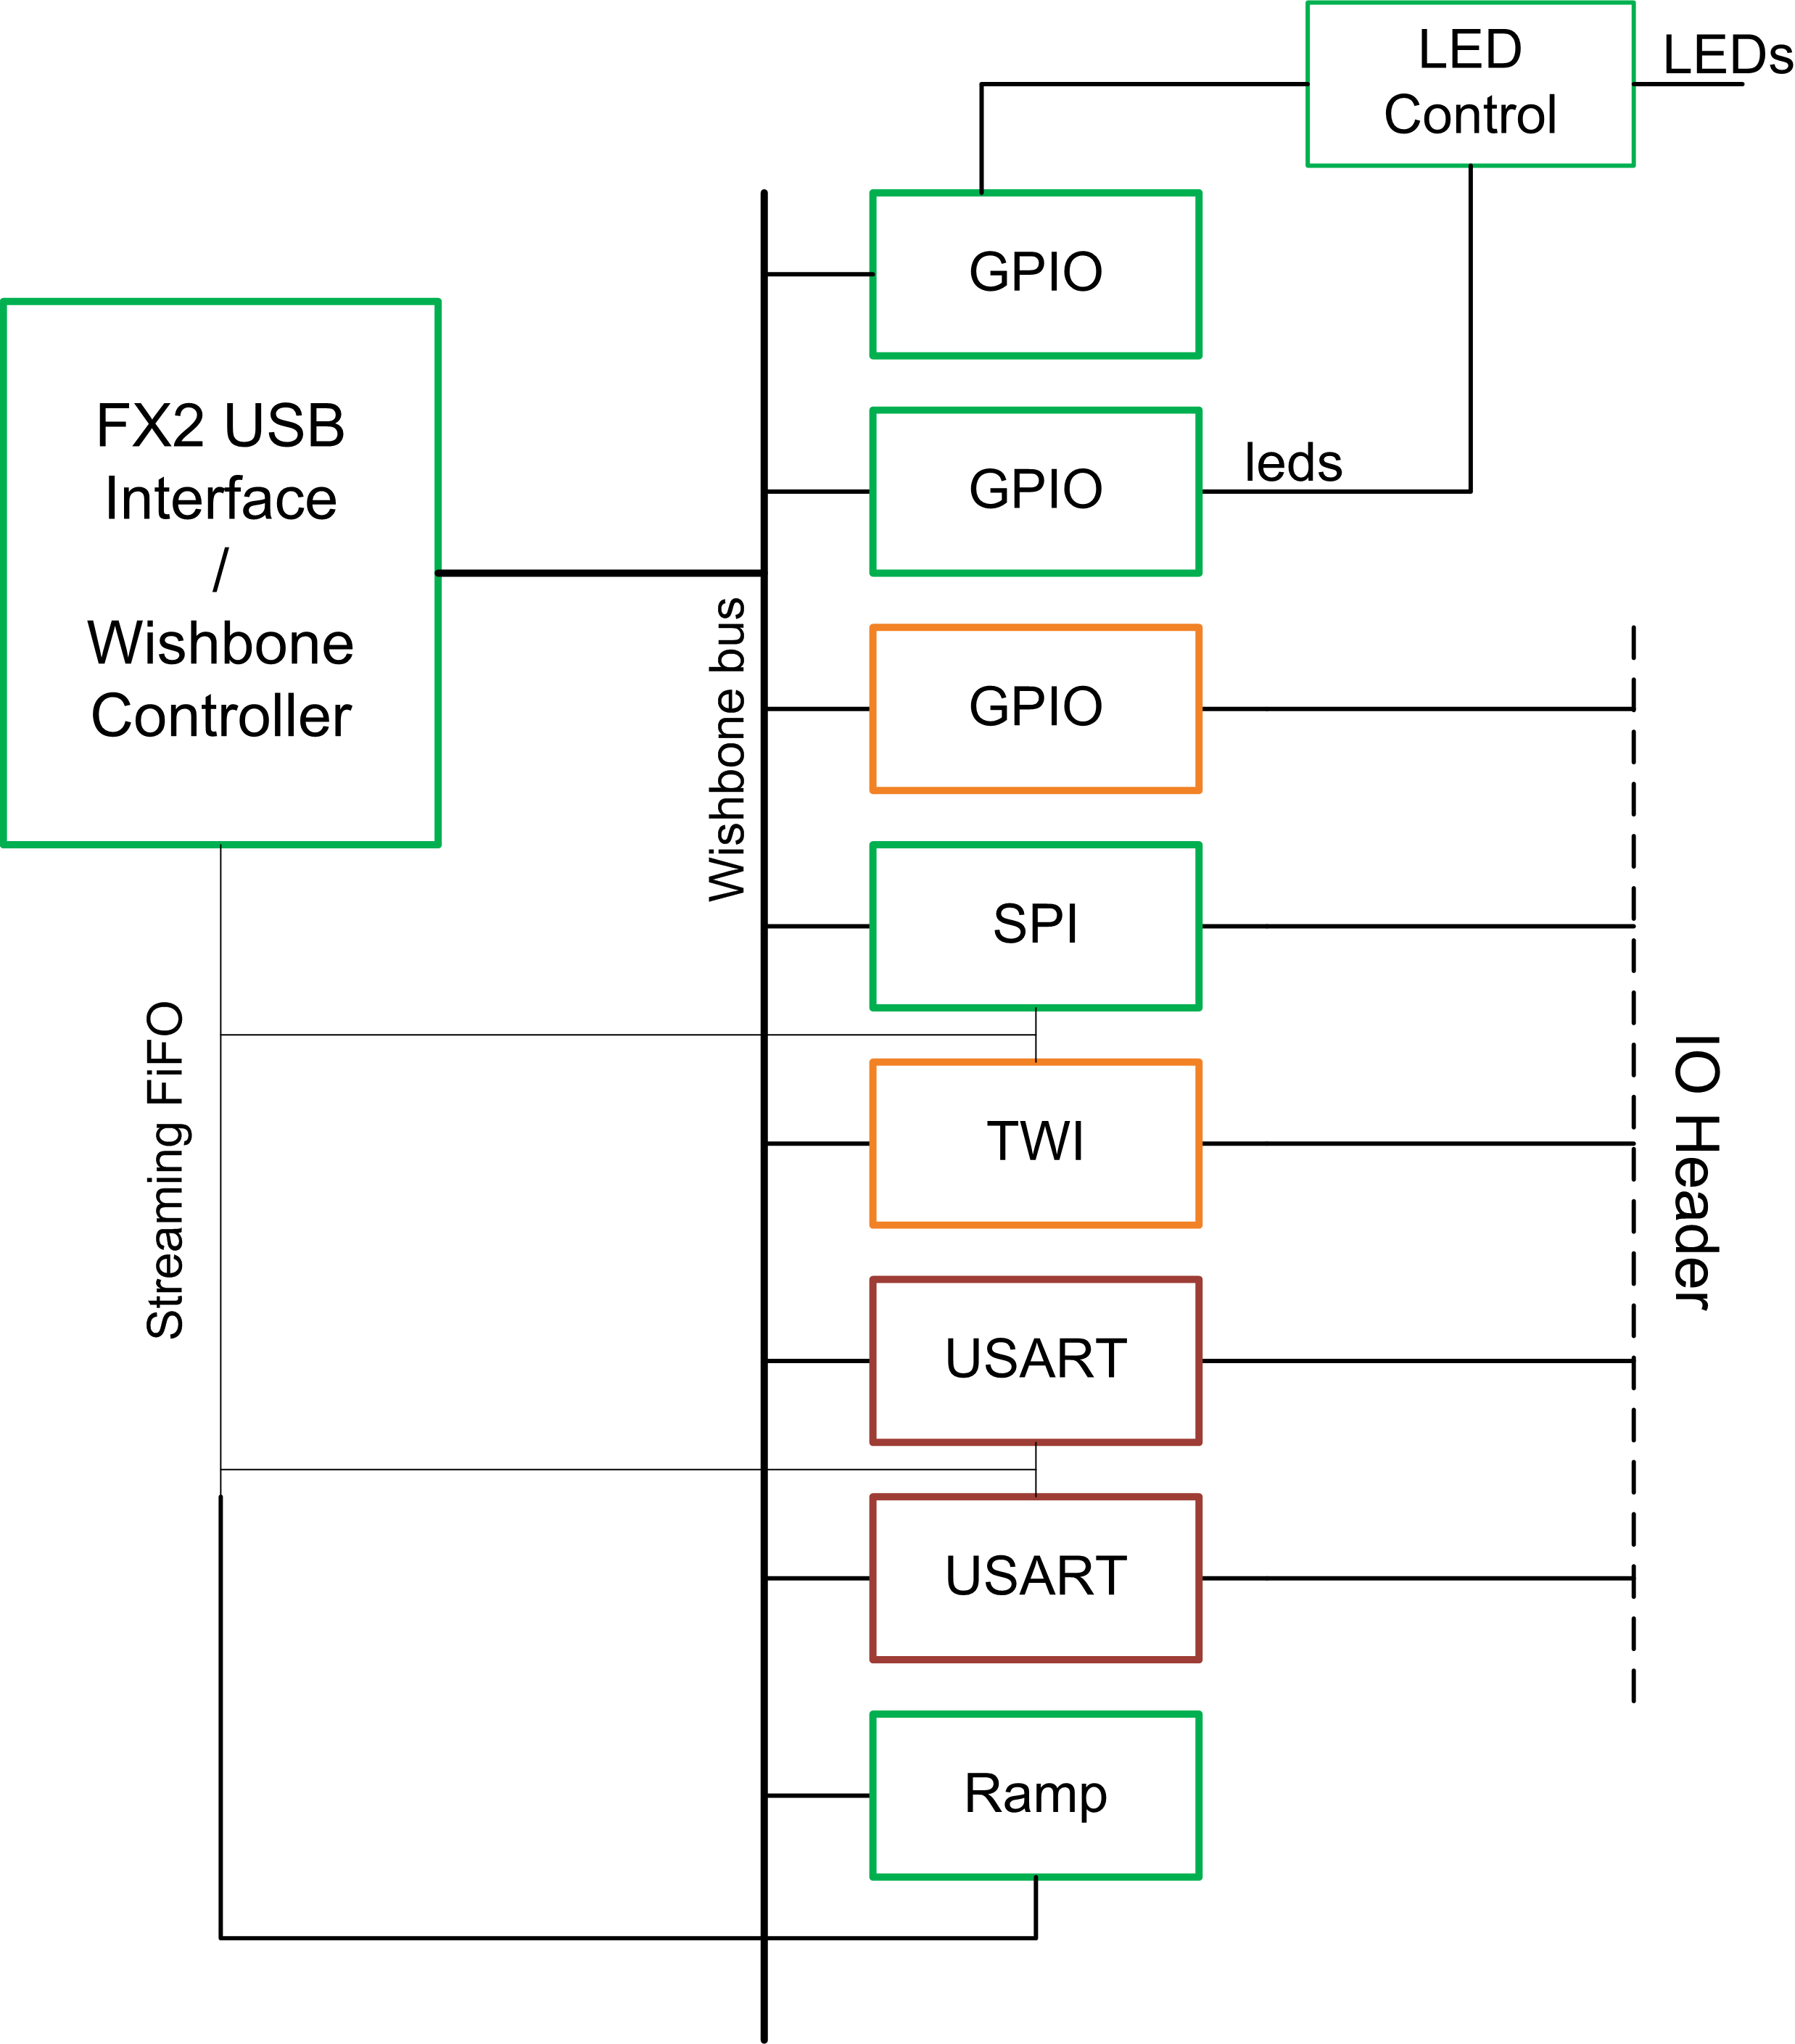 LED
Control
LEDs
GPIO
FX2 USB
Interface
/
Wishbone
Controller
GPIO
leds
Wishbone bus
GPIO
SPI
Streaming FiFO
TWI
IO Header
USART
USART
Ramp